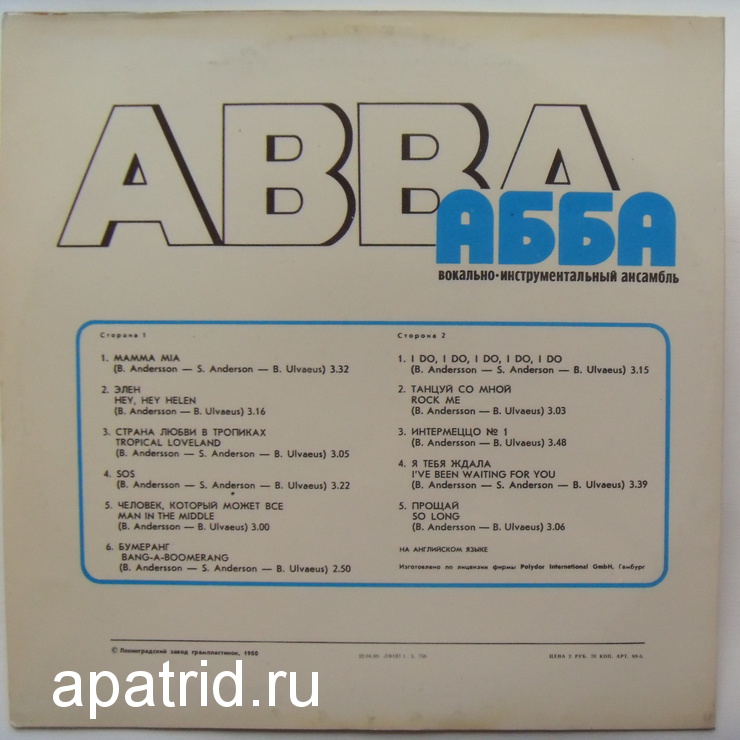 ABBA
АББА
вокально-инструментальный ансамбль
Сторона 1
1. MAMMA MIA
(B. Andersson — S. Anderson — B. Ulvaeus) 3.32
2. ЭЛЕН
HEY, HEY HELEN
(B. Andersson — B. Ulvaeus) 3.16
3. СТРАНА ЛЮБВИ В ТРОПИКАХ
TROPICAL LOVELAND
(B. Andersson — S. Anderson — B. Ulvaeus) 3.05
4. SOS
(B. Andersson — S. Anderson — B. Ulvaeus) 3.22
5. ЧЕЛОВЕК, КОТОРЫЙ МОЖЕТ ВСЕ
MAN IN THE MIDDLE
(B. Andersson — B. Ulvaeus) 3.00
6. БУМЕРАНГ
BANG-A-BOOMERANG
(B. Andersson — S. Anderson — B. Ulvaeus) 2.50
Сторона 2
1. I DO, I DO, I DO, I DO, I DO
(B. Andersson — S. Anderson — B. Ulvaeus) 3.15
2. ТАНЦУЙ СО МНОЙ
ROCK ME
(B. Andersson — B. Ulvaeus) 3.03
3. ИНТЕРМЕЦЦО № 1
(B. Andersson — B. Ulvaeus) 3.48
4. Я ТЕБЯ ЖДАЛА
I'VE BEEN WAITING FOR YOU
(B. Andersson — S. Anderson — B. Ulvaeus) 3.39
5. ПРОЩАЙ
SO LONG
(B. Andersson — B. Ulvaeus) 3.06
НА АНГЛИЙСКОМ ЯЗЫКЕ
Изготовлено по лицензии фирмы Polydor International GmbH, Гамбург
© Ленинградский завод грампластинок, 1980
ЦЕНА 2 РУБ. КОП. АРТ.
apatrid.ru